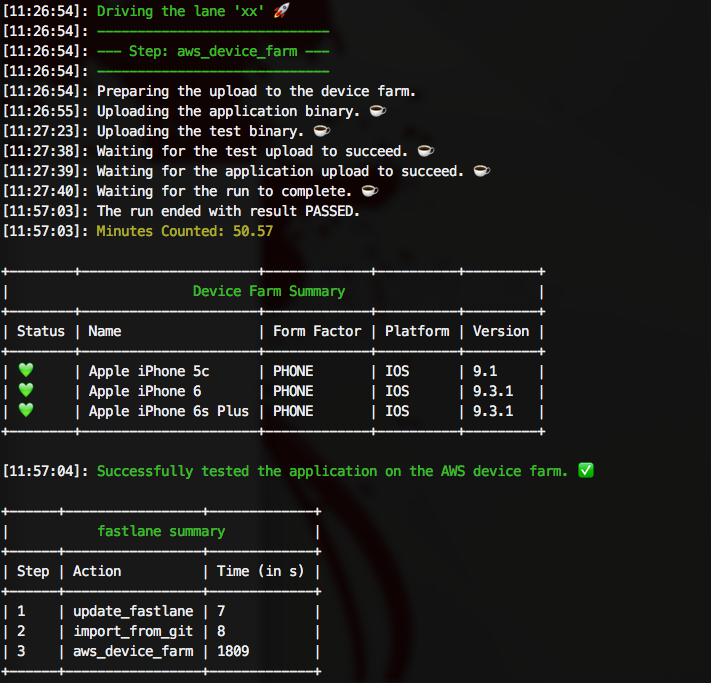 [11:26:54]: Driving the lane 'xx' 🚀
[11:26:54]: -----------------------------
[11:26:54]: --- Step: aws_device_farm ---
[11:26:54]: -----------------------------
[11:26:54]: Preparing the upload to the device farm.
[11:26:55]: Uploading the application binary. ☕️
[11:27:23]: Uploading the test binary. ☕️
[11:27:38]: Waiting for the test upload to succeed. ☕️
[11:27:39]: Waiting for the application upload to succeed. ☕️
[11:27:40]: Waiting for the run to complete. ☕️
[11:57:03]: The run ended with result PASSED.
[11:57:03]: Minutes Counted: 50.57
+--------+----------------------+-------------+----------+---------+
| Device Farm Summary |
+--------+----------------------+-------------+----------+---------+
| Status | Name | Form Factor | Platform | Version |
+--------+----------------------+-------------+----------+---------+
| 💚 | Apple iPhone 5c | PHONE | IOS | 9.1 |
| 💚 | Apple iPhone 6 | PHONE | IOS | 9.3.1 |
| 💚 | Apple iPhone 6s Plus | PHONE | IOS | 9.3.1 |
+--------+----------------------+-------------+----------+---------+
[11:57:04]: Successfully tested the application on the AWS device farm. ✅
+------+-----------------+-------------+
| fastlane summary |
+------+-----------------+-------------+
| Step | Action | Time (in s) |
+------+-----------------+-------------+
| 1 | update_fastlane | 7 |
| 2 | import_from_git | 8 |
| 3 | aws_device_farm | 1809 |
+------+-----------------+-------------+